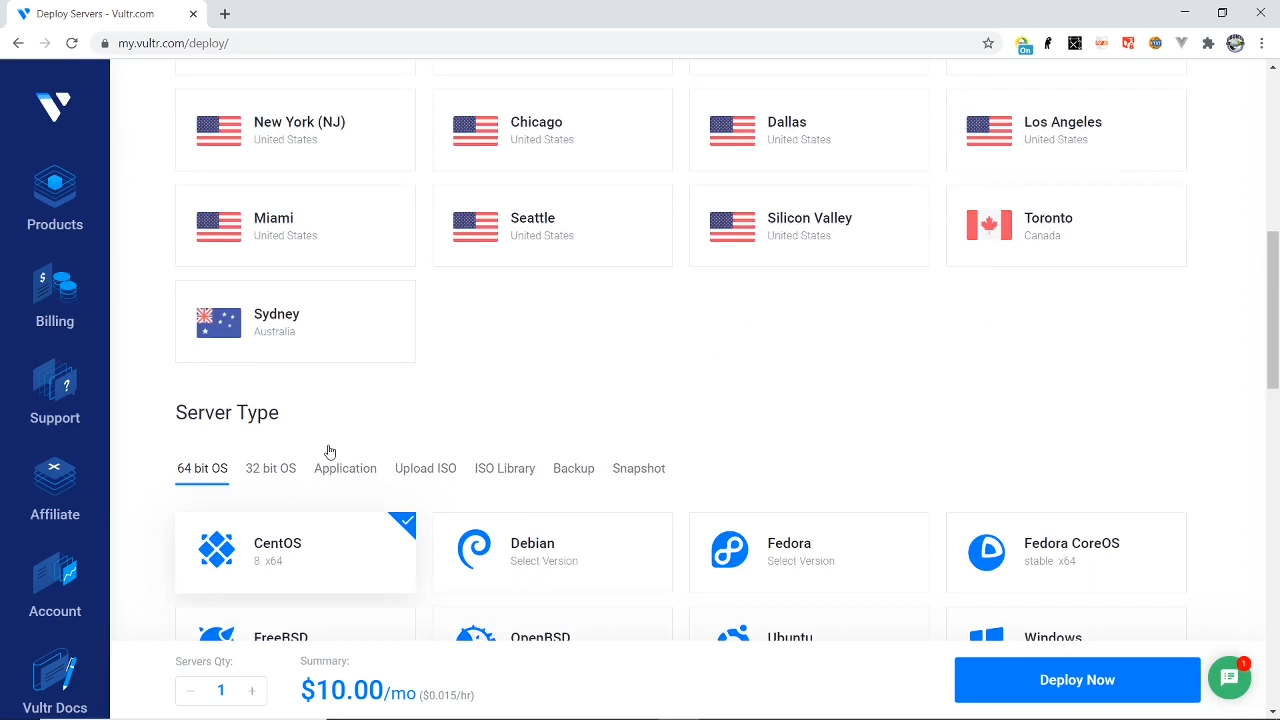 Deploy Servers - Vultr.com
my.vultr.com/deploy/
On
New York (NJ)
United States
Chicago
United States
Dallas
United States
Los Angeles
United States
Products
Miami
United States
Seattle
United States
Silicon Valley
United States
Toronto
Canada
Billing
Sydney
Australia
Support
Server Type
64 bit OS
32 bit OS
Application
Upload ISO
ISO Library
Backup
Snapshot
Affiliate
CentOS
8 x64
Debian
Select Version
Fedora
Select Version
Fedora CoreOS
stable x64
Account
FreeBSD
OpenBSD
Ubuntu
Windows
Vultr Docs
Servers Qty:
1
Summary:
$10.00/mo ($0.015/hr)
Deploy Now
1